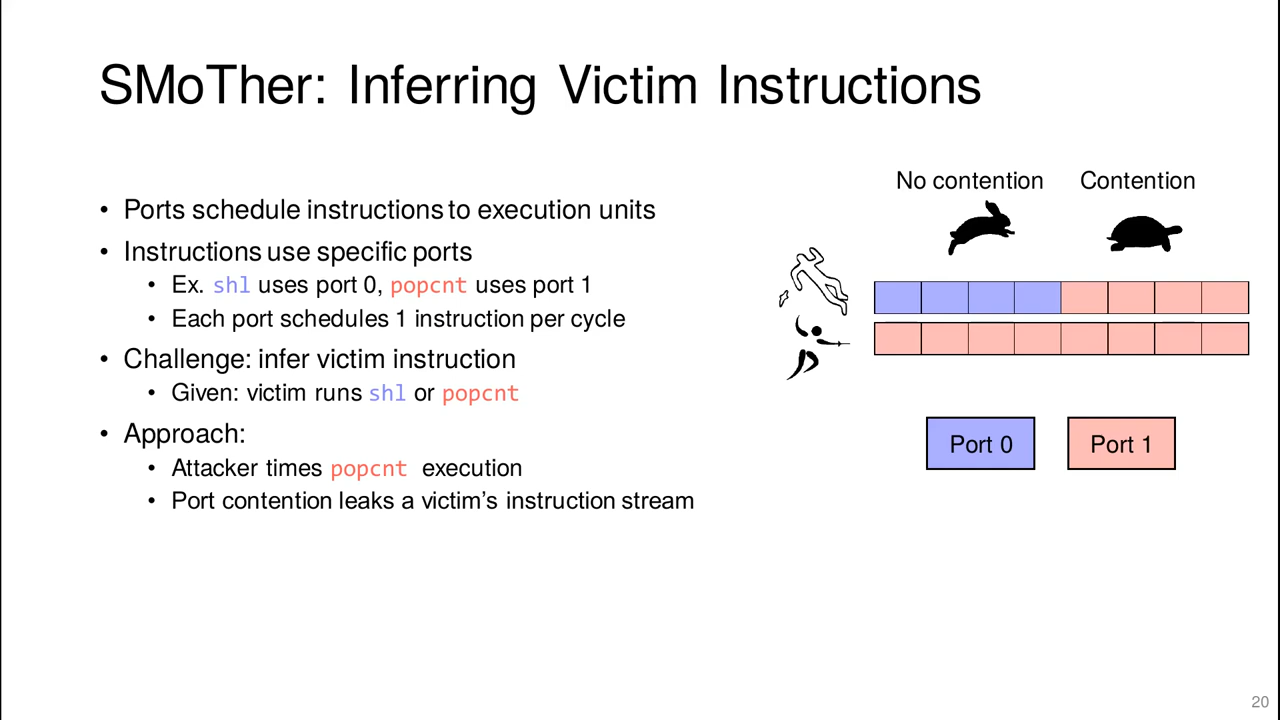 SMoTher: Inferring Victim Instructions
• Ports schedule instructions to execution units
• Instructions use specific ports
• Ex. shl uses port 0, popcnt uses port 1
• Each port schedules 1 instruction per cycle
• Challenge: infer victim instruction
• Given: victim runs shl or popcnt
• Approach:
• Attacker times popcnt execution
• Port contention leaks a victim’s instruction stream
No contention
Contention
Port 0
Port 1
20